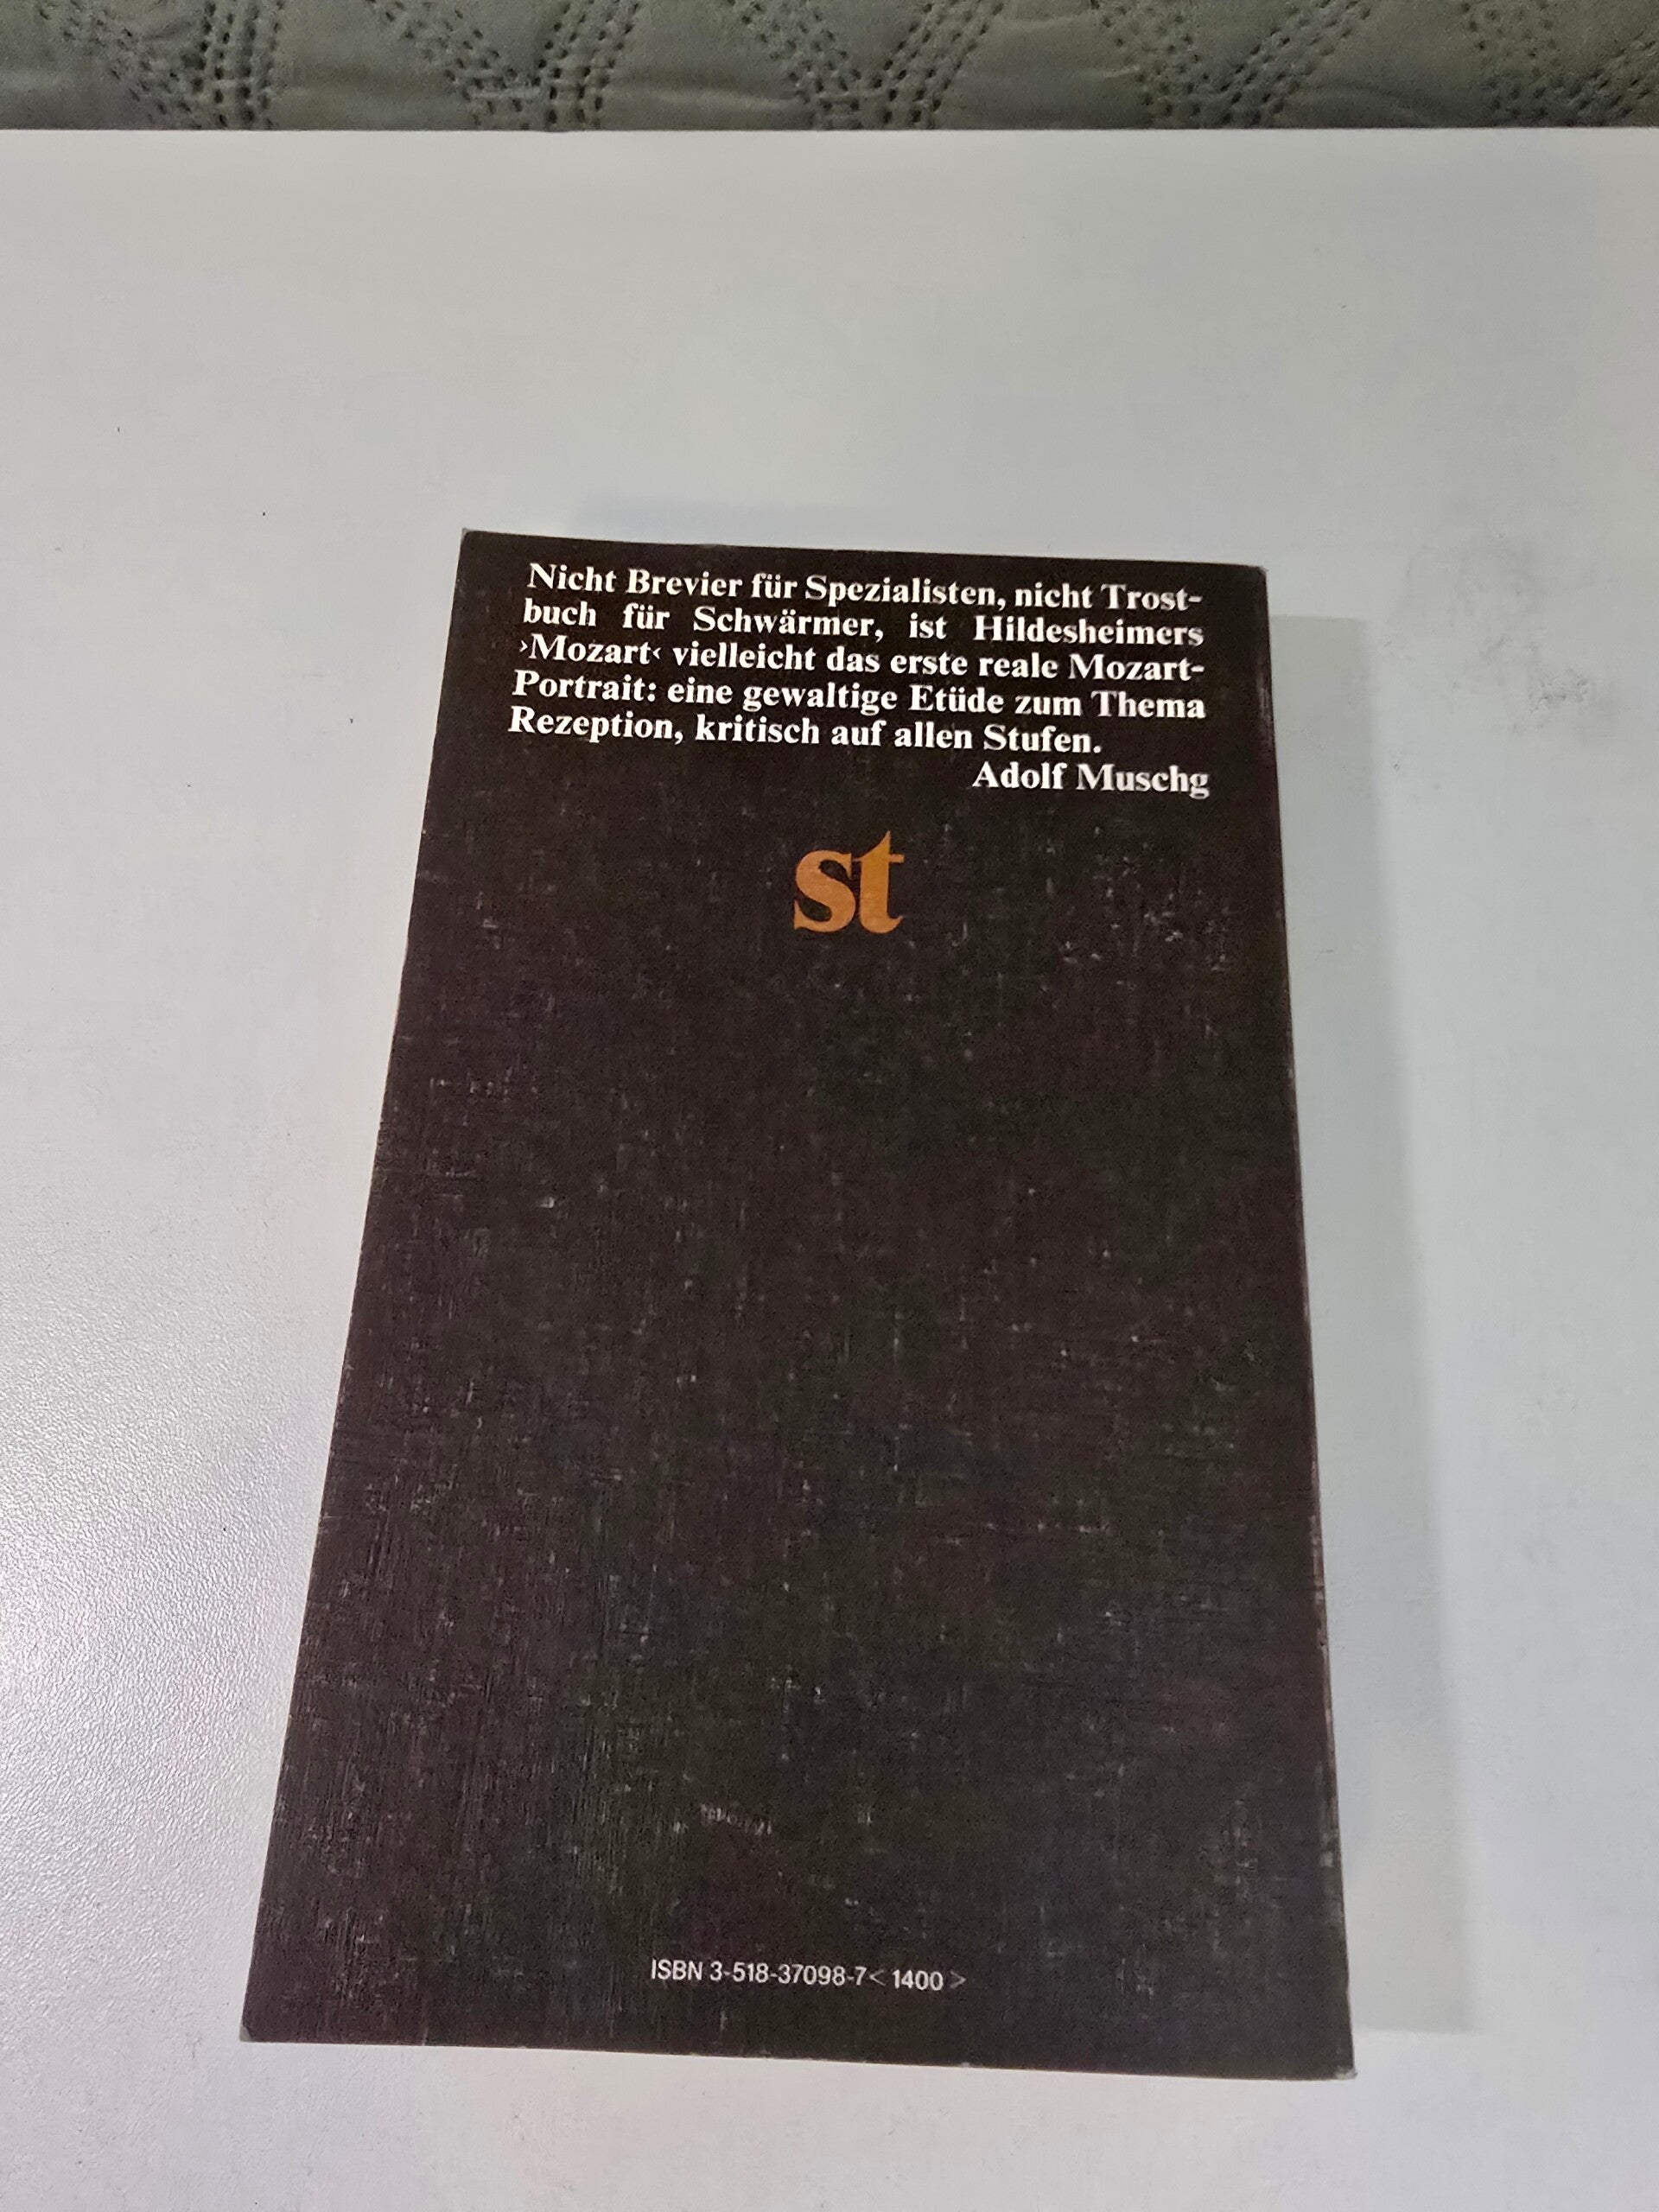 Nicht Brevier für Spezialisten, nicht Trost-
buch für Schwärmer, ist Hildesheimers
›Mozart‹ vielleicht das erste reale Mozart-
Portrait: eine gewaltige Etüde zum Thema
Rezeption, kritisch auf allen Stufen.
Adolf Muschg
st
ISBN 3-518-37098-7 < 1400 >